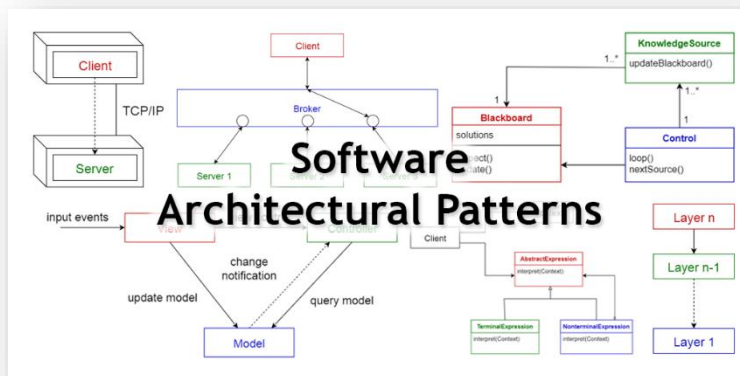 Client
TCP/IP
Server
Client
Broker
Server 1
KnowledgeSource
updateBlackboard()
1..*
1
Blackboard
solutions
1..*
1
Control
loop()
nextSource()
Software
Architectural Patterns
input events
View
Controller
change
notification
update model
query model
Model
Client
AbstractExpression
interpret(Context)
TerminalExpression
interpret(Context)
NonterminalExpression
interpret(Context)
Layer n
Layer n-1
Layer 1